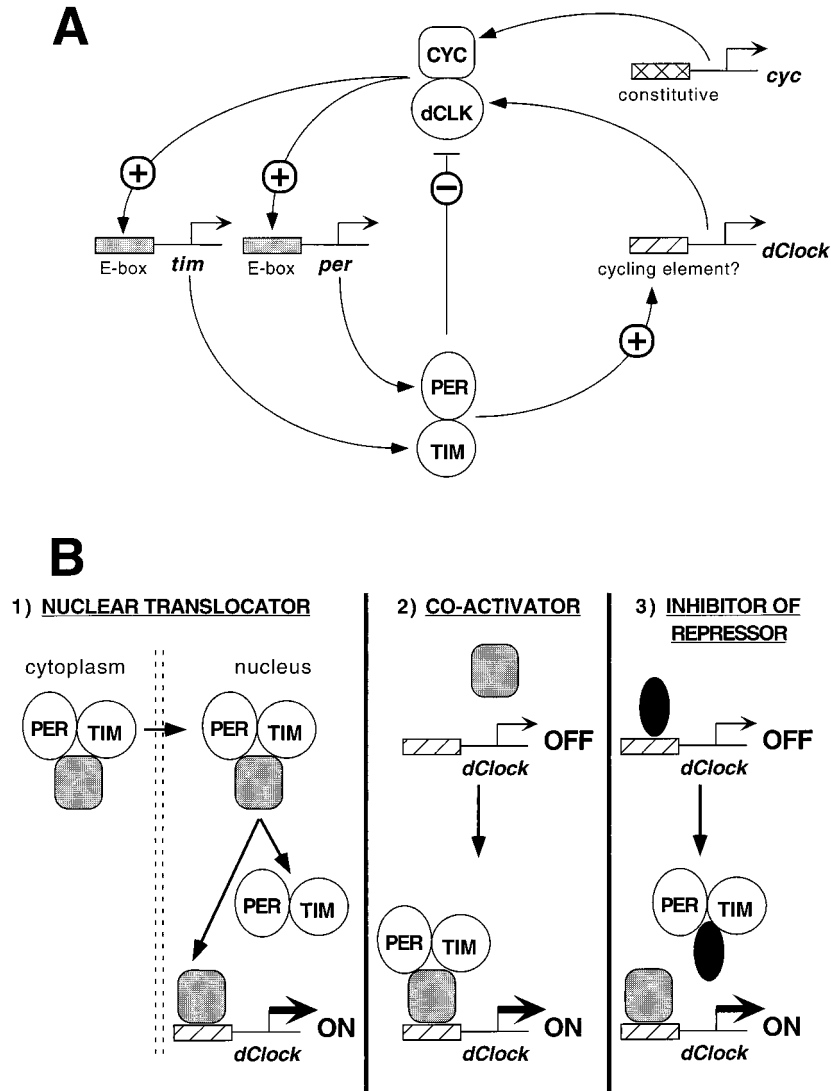 A
CYC
dCLK
constitutive
cyc
+
+
−
E-box
tim
E-box
per
cycling element?
dClock
+
PER
TIM
B
1) NUCLEAR TRANSLOCATOR
cytoplasm
nucleus
PER
TIM
PER
TIM
PER
TIM
ON
dClock
2) CO-ACTIVATOR
OFF
dClock
PER
TIM
ON
dClock
3) INHIBITOR OF
REPRESSOR
OFF
dClock
PER
TIM
ON
dClock